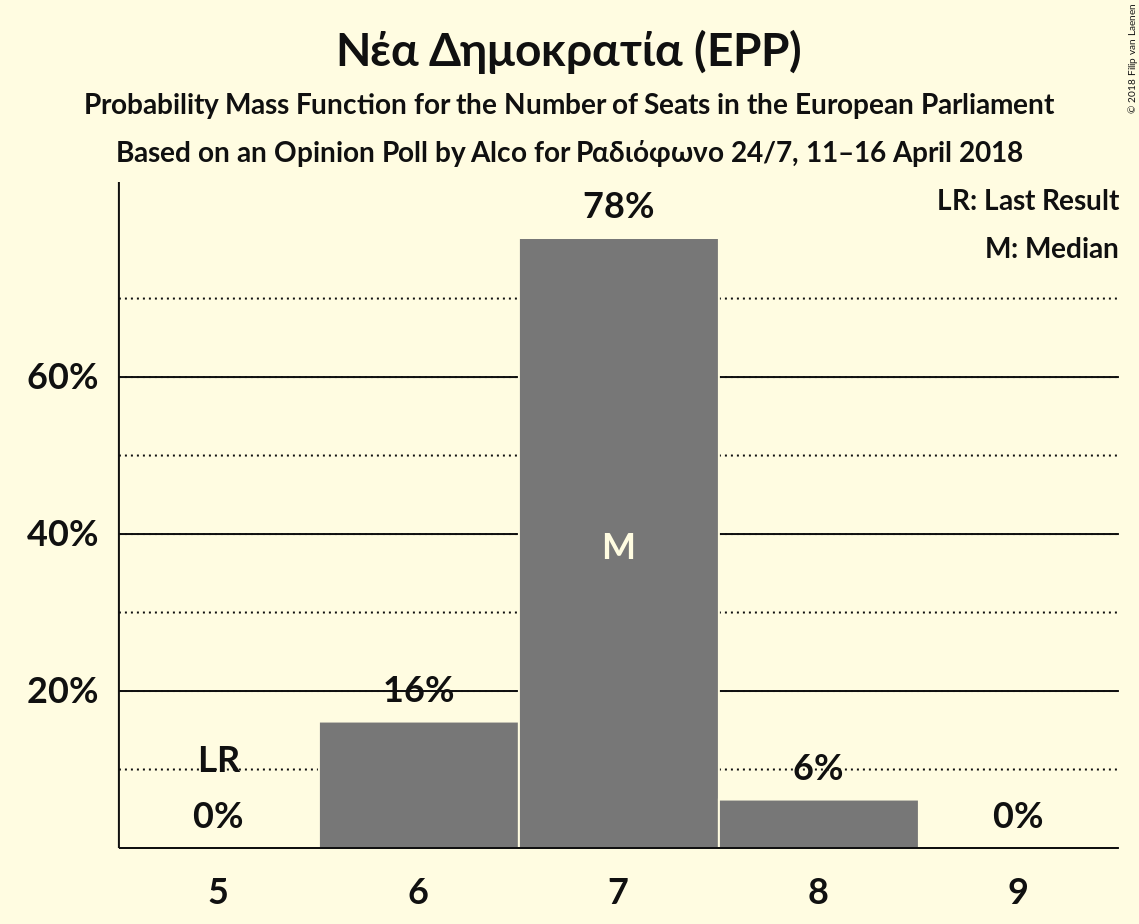 Νέα Δημοκρατία (EPP)
Probability Mass Function for the Number of Seats in the European Parliament
Based on an Opinion Poll by Alco for Ραδιόφωνο 24/7, 11–16 April 2018
© 2018 Filip van Laenen
LR: Last Result
M: Median
78%
60%
40%
M
20%
16%
LR
6%
0%
0%
5 6 7 8 9